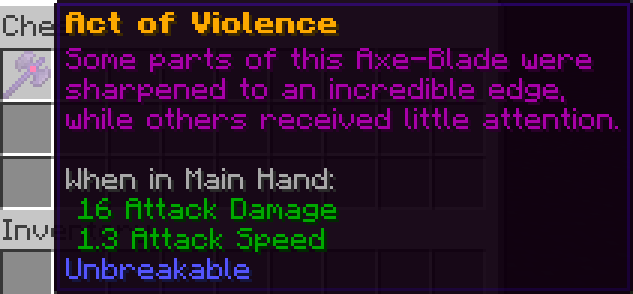 Act of Violence
Che
Some parts of this Axe-Blade were
sharpened to an incredible edge,
while others received little attention.
When in Main Hand:
16 Attack Damage
Inve
1.3 Attack Speed
Unbreakable